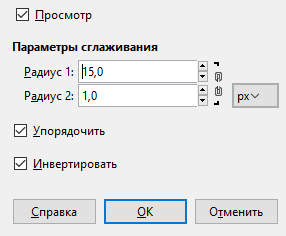 Просмотр
Параметры сглаживания
Радиус 1: 15,0
Радиус 2: 1,0 px
Упорядочить
Инвертировать
Справка OK Отменить